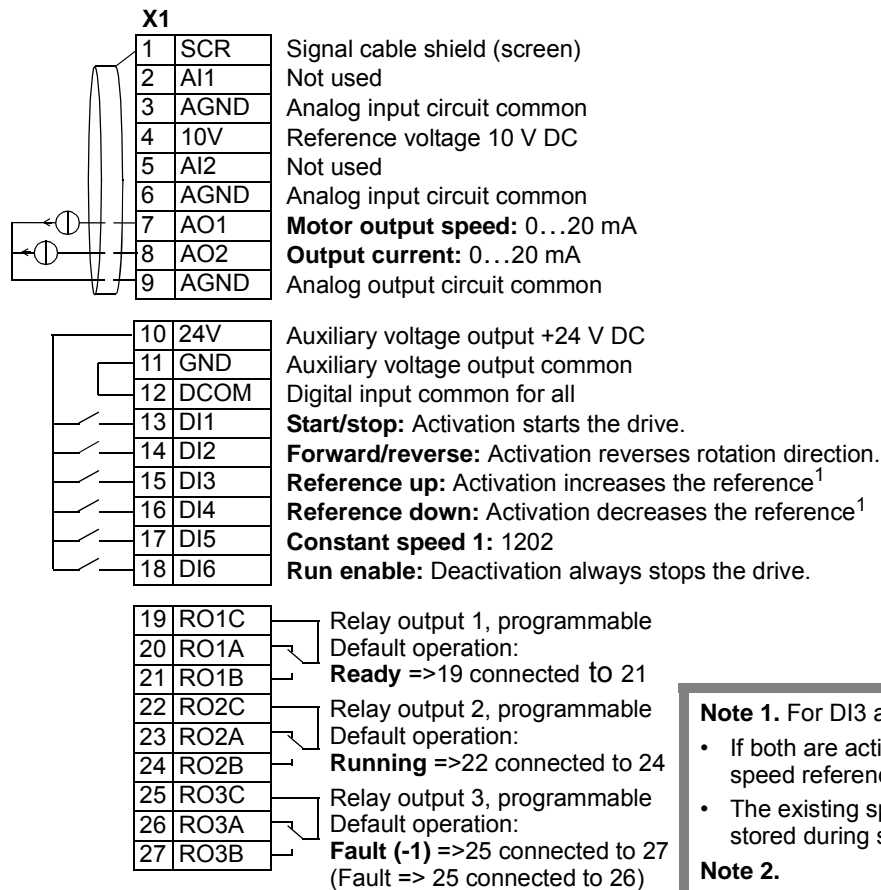 X1
1 SCR Signal cable shield (screen)
2 AI1 Not used
3 AGND Analog input circuit common
4 10V Reference voltage 10 V DC
5 AI2 Not used
6 AGND Analog input circuit common
7 AO1 Motor output speed: 0…20 mA
8 AO2 Output current: 0…20 mA
9 AGND Analog output circuit common
10 24V Auxiliary voltage output +24 V DC
11 GND Auxiliary voltage output common
12 DCOM Digital input common for all
13 DI1 Start/stop: Activation starts the drive.
14 DI2 Forward/reverse: Activation reverses rotation direction.
15 DI3 Reference up: Activation increases the reference1
16 DI4 Reference down: Activation decreases the reference1
17 DI5 Constant speed 1: 1202
18 DI6 Run enable: Deactivation always stops the drive.
19 RO1C Relay output 1, programmable
20 RO1A Default operation:
21 RO1B Ready =>19 connected to 21
22 RO2C Relay output 2, programmable
23 RO2A Default operation:
24 RO2B Running =>22 connected to 24
25 RO3C Relay output 3, programmable
26 RO3A Default operation:
27 RO3B Fault (-1) =>25 connected to 27
(Fault => 25 connected to 26)
Note 1. For DI3 a
• If both are acti
speed referenc
• The existing sp
stored during s
Note 2.